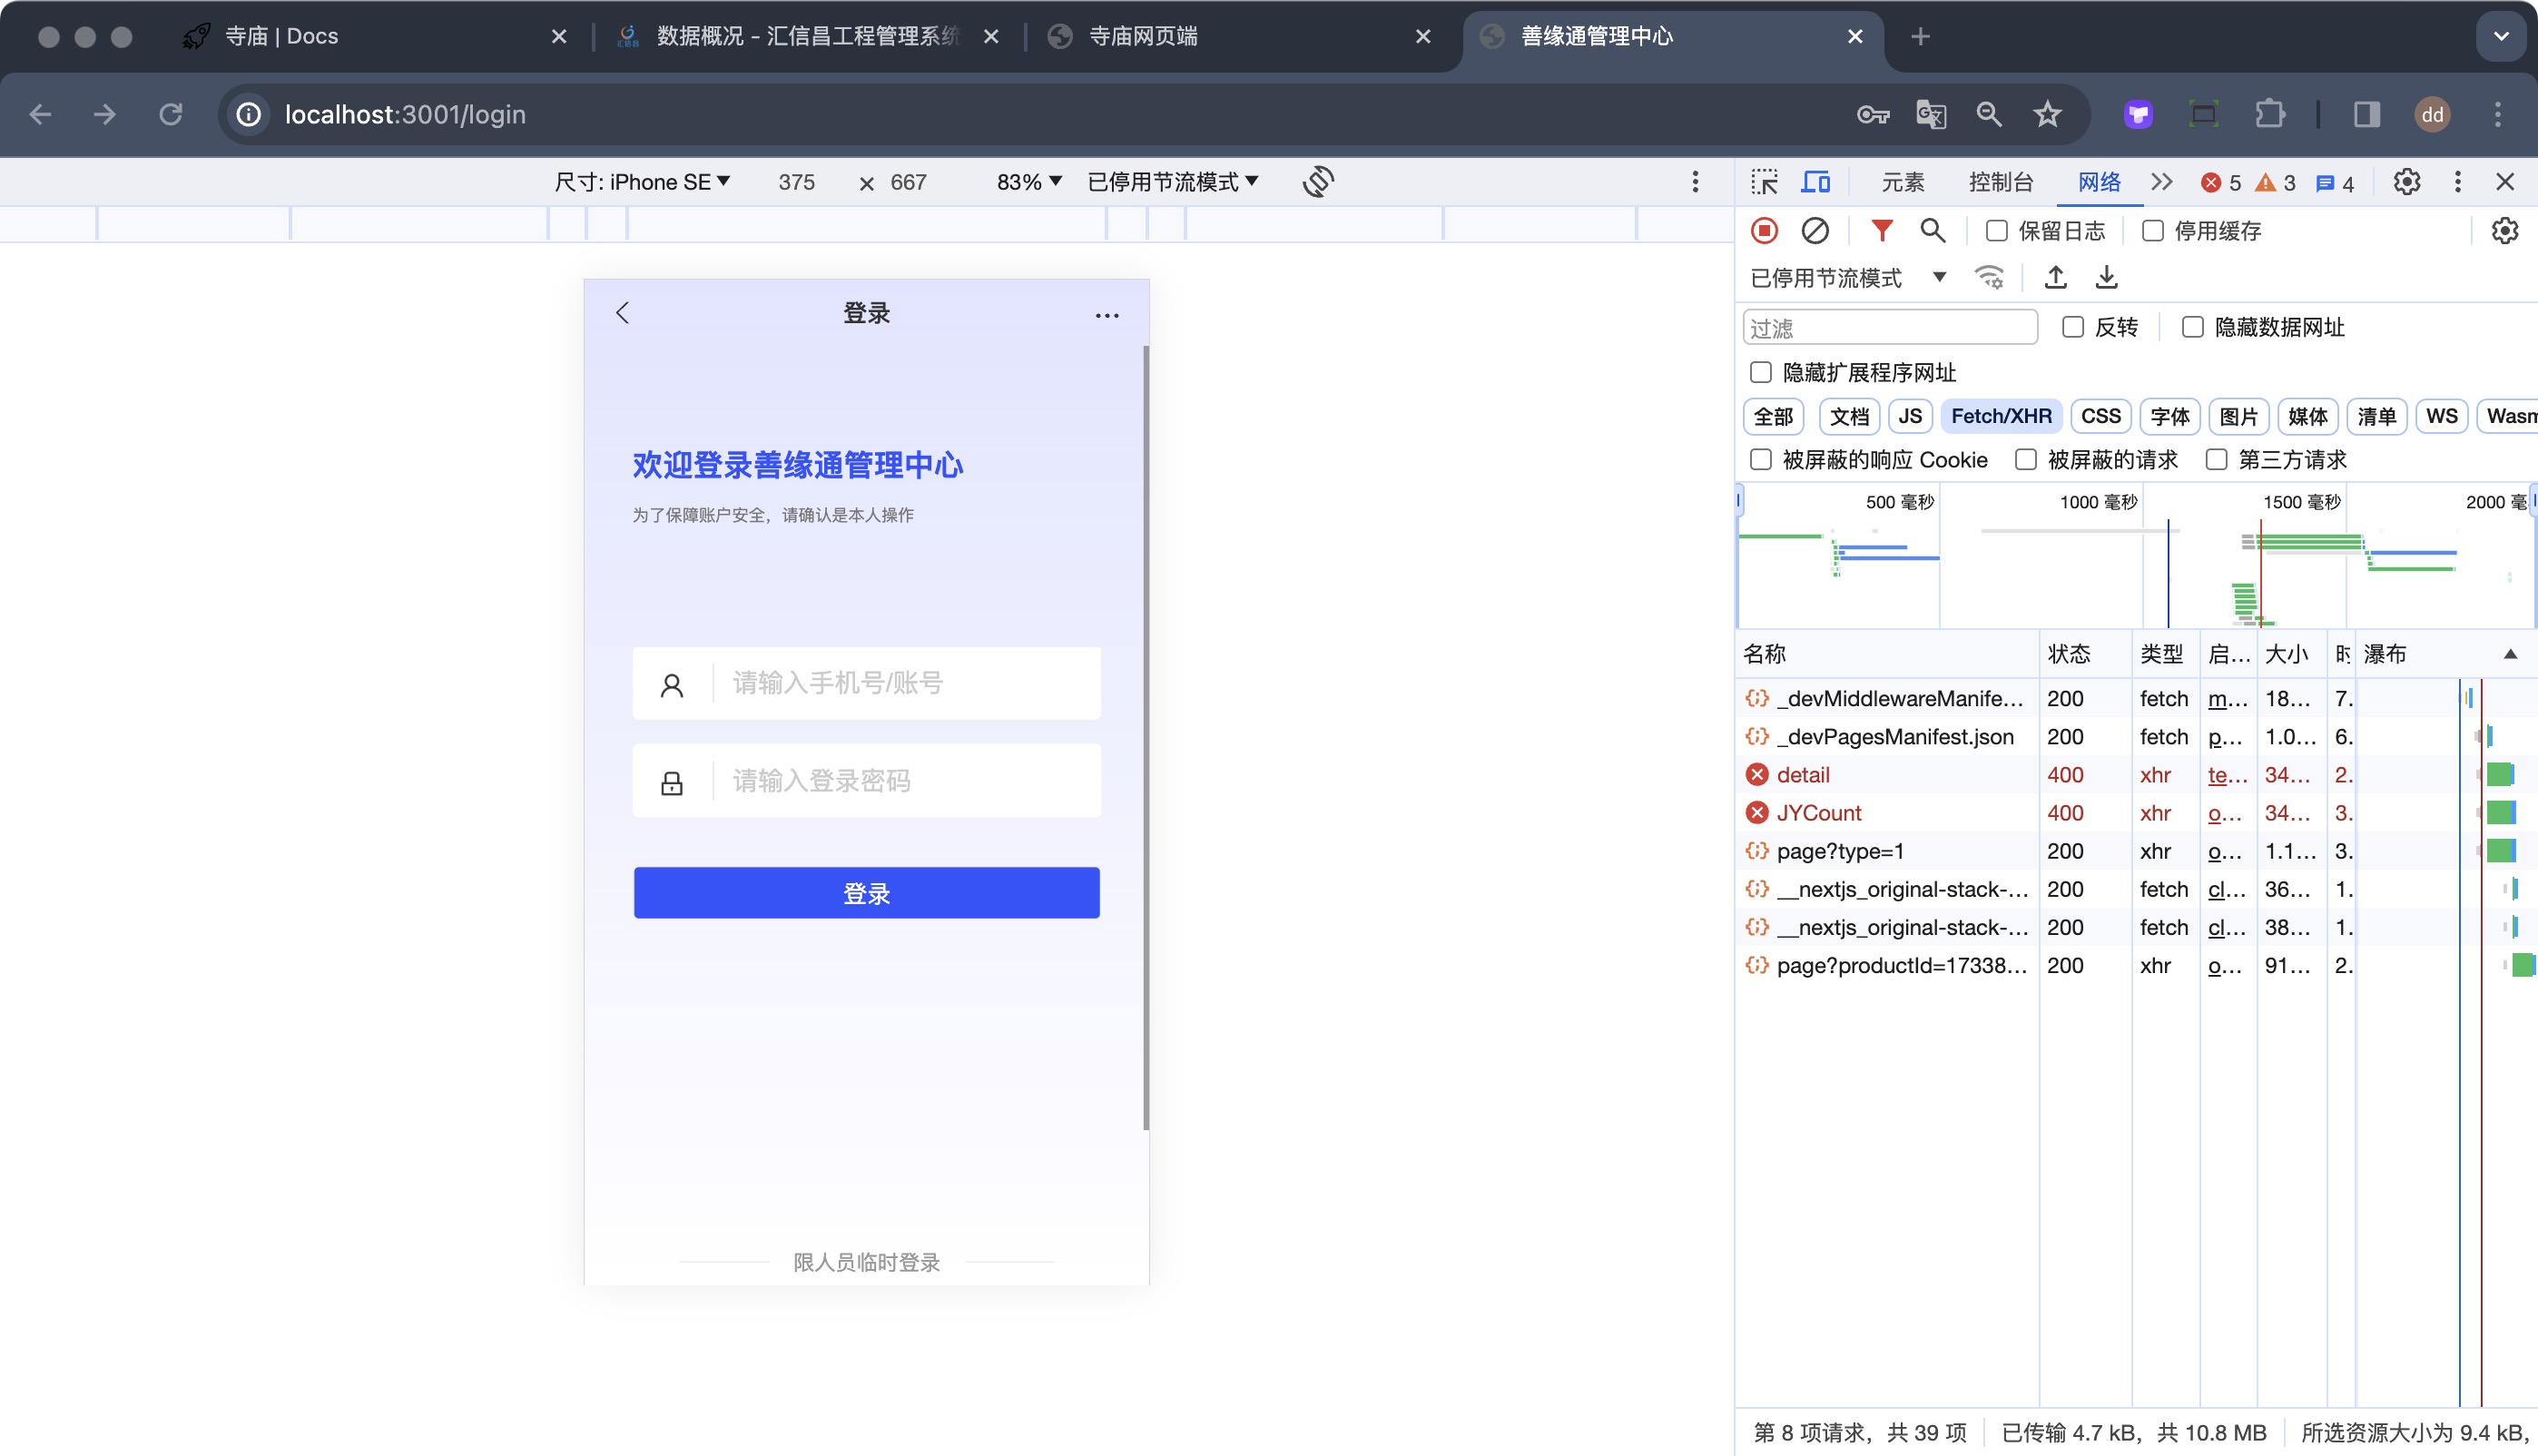 寺庙 | Docs
数据概况 - 汇信昌工程管理系统
寺庙网页端
善缘通管理中心
localhost:3001/login
dd
尺寸: iPhone SE 375 × 667 83% 已停用节流模式
元素 控制台 网络 5 3 4
保留日志 停用缓存
已停用节流模式
过滤 反转 隐藏数据网址
隐藏扩展程序网址
全部 文档 JS Fetch/XHR CSS 字体 图片 媒体 清单 WS Wasm
被屏蔽的响应 Cookie 被屏蔽的请求 第三方请求
500 毫秒 1000 毫秒 1500 毫秒 2000 毫
名称 状态 类型 启... 大小 时 瀑布
_devMiddlewareManife... 200 fetch m... 18... 7.
_devPagesManifest.json 200 fetch p... 1.0... 6.
detail 400 xhr te... 34... 2.
JYCount 400 xhr o... 34... 3.
page?type=1 200 xhr o... 1.1... 3.
__nextjs_original-stack-... 200 fetch cl... 36... 1.
__nextjs_original-stack-... 200 fetch cl... 38... 1.
page?productId=17338... 200 xhr o... 91... 2.
第 8 项请求，共 39 项 已传输 4.7 kB，共 10.8 MB 所选资源大小为 9.4 kB，
登录
欢迎登录善缘通管理中心
为了保障账户安全，请确认是本人操作
请输入手机号/账号
请输入登录密码
登录
限人员临时登录